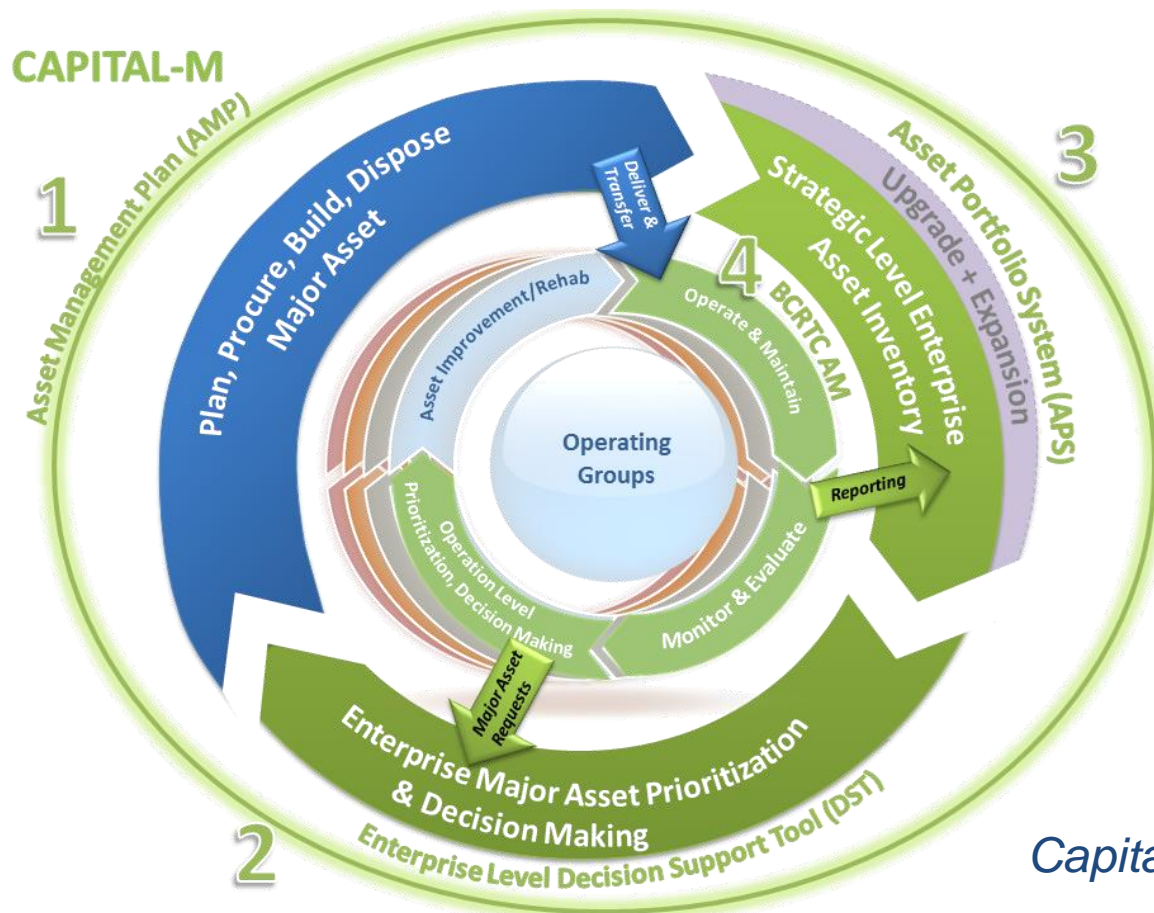 CAPITAL-M
1
Asset Management Plan (AMP)
Plan, Procure, Build, Dispose
Major Asset
Deliver &
Transfer
3
Asset Portfolio System (APS)
Upgrade + Expansion
Strategic Level Enterprise
Asset Inventory
4
BCRTC AM
Operate & Maintain
Asset Improvement/Rehab
Operating
Groups
Reporting
Monitor & Evaluate
Operation Level
Prioritization, Decision Making
Major Asset
Requests
Enterprise Major Asset Prioritization
& Decision Making
2
Enterprise Level Decision Support Tool (DST)
Capita